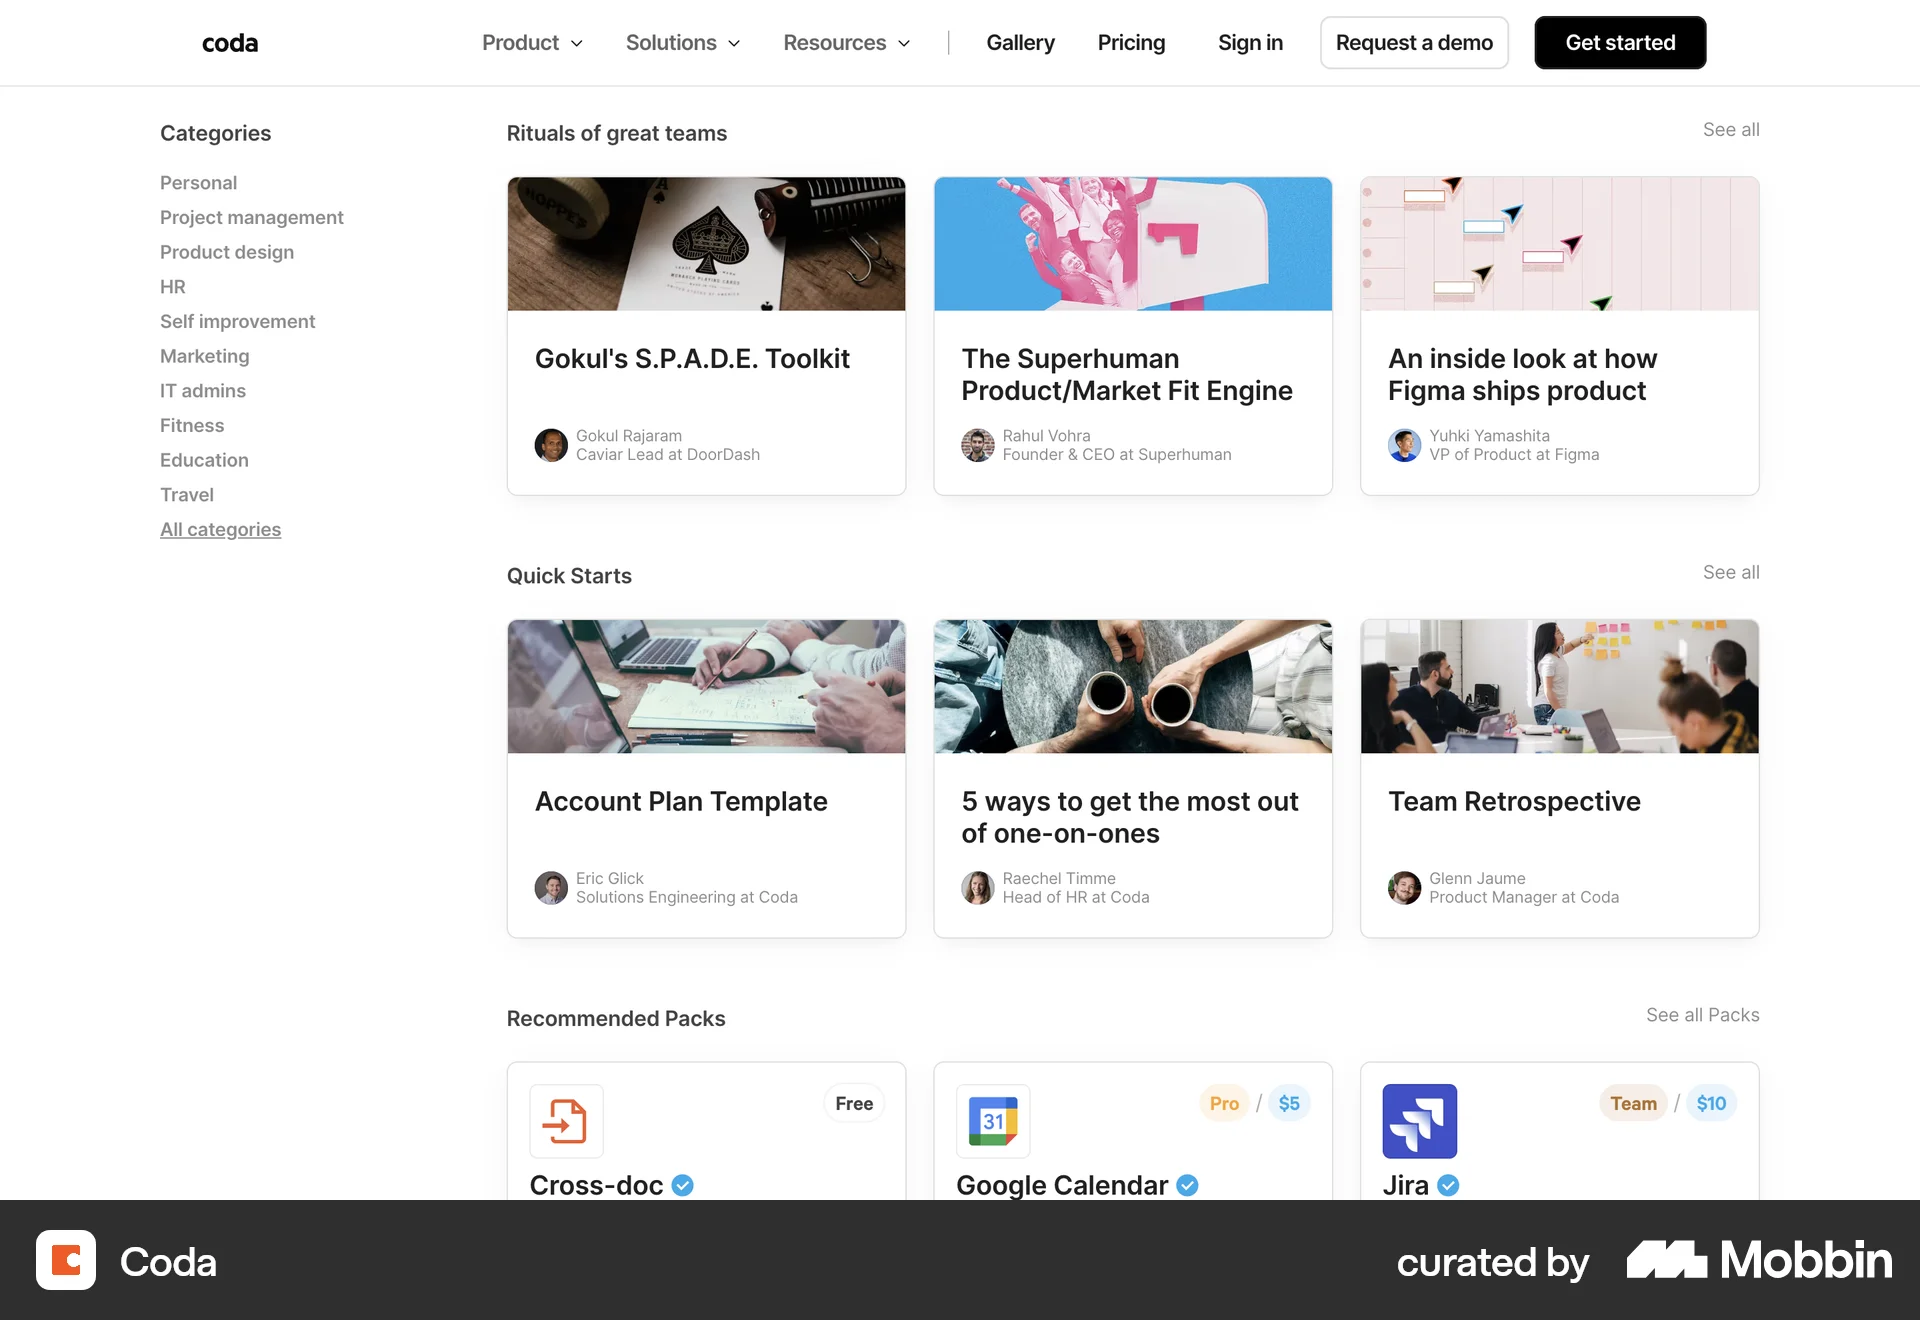 coda
Product
Solutions
Resources
Gallery
Pricing
Sign in
Request a demo
Get started
Categories
Personal
Project management
Product design
HR
Self improvement
Marketing
IT admins
Fitness
Education
Travel
All categories
Rituals of great teams
See all
HOPPE'S
A
Gokul's S.P.A.D.E. Toolkit
Gokul Rajaram
Caviar Lead at DoorDash
The Superhuman
Product/Market Fit Engine
Rahul Vohra
Founder & CEO at Superhuman
An inside look at how
Figma ships product
Yuhki Yamashita
VP of Product at Figma
Quick Starts
See all
Account Plan Template
Eric Glick
Solutions Engineering at Coda
5 ways to get the most out
of one-on-ones
Raechel Timme
Head of HR at Coda
Team Retrospective
Glenn Jaume
Product Manager at Coda
Recommended Packs
See all Packs
Free
Cross-doc
31
Pro / $5
Google Calendar
Team / $10
Jira
Coda
curated by Mobbin